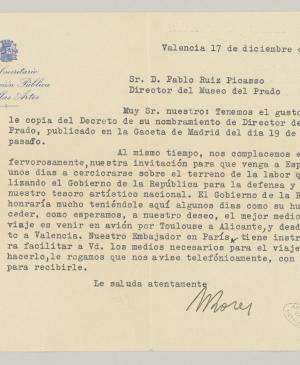 Subsecretario
Pública
Bellas Artes
Valencia 17 de diciembre d
Sr. D. Pablo Ruiz Picasso
Director del Museo del Prado
Muy Sr. nuestro: Tenemos el gusto
le copia del Decreto de su nombramiento de Director de
Prado, publicado en la Gaceta de Madrid del día 19 de
pasado.
Al mismo tiempo, nos complacemos e
fervorosamente, nuestra invitación para que venga a Esp
unos días a cerciorarse sobre el terreno de la labor q
lizando el Gobierno de la República para la defensa y
nuestro tesoro artístico nacional. El Gobierno de la R
honraría mucho teniéndole aquí algunos días como su hu
ceder, como esperamos, a nuestro deseo, el mejor medio
viaje es venir en avión por Toulouse a Alicante, y desd
to a Valencia. Nuestro Embajador en París, tiene instr
ra facilitar a Vd. los medios necesarios para el viaje
hacerlo, le rogamos que nos avise telefónicamente, con
para recibirle.
Le saluda atentamente